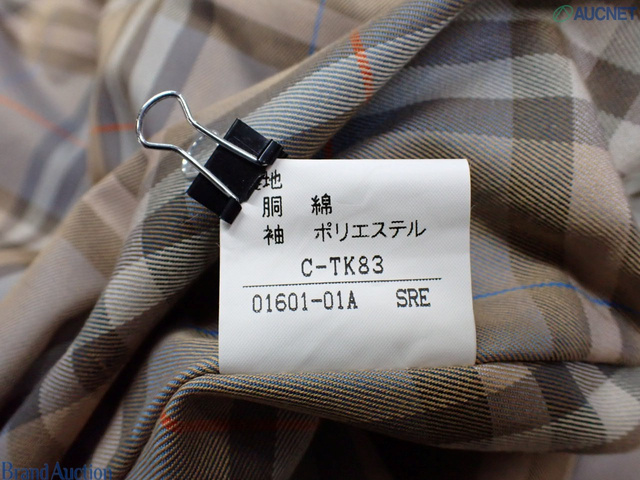 AUCNET
地
胴 綿
袖 ポリエステル
C-TK83
01601-01A SRE
Brand Auction